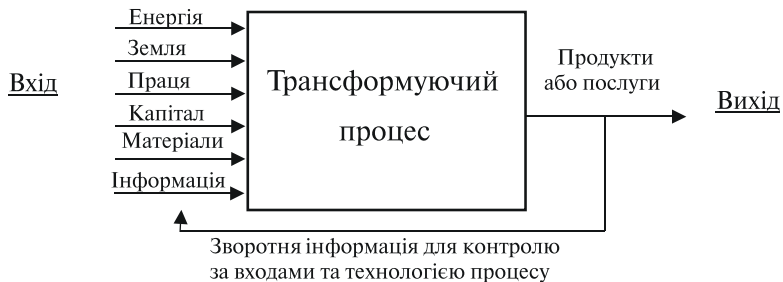 Енергія
Земля
Праця
Капітал
Матеріали
Інформація
Вхід
Трансформуючий
процес
Продукти
або послуги
Вихід
Зворотня інформація для контролю
за входами та технологією процесу